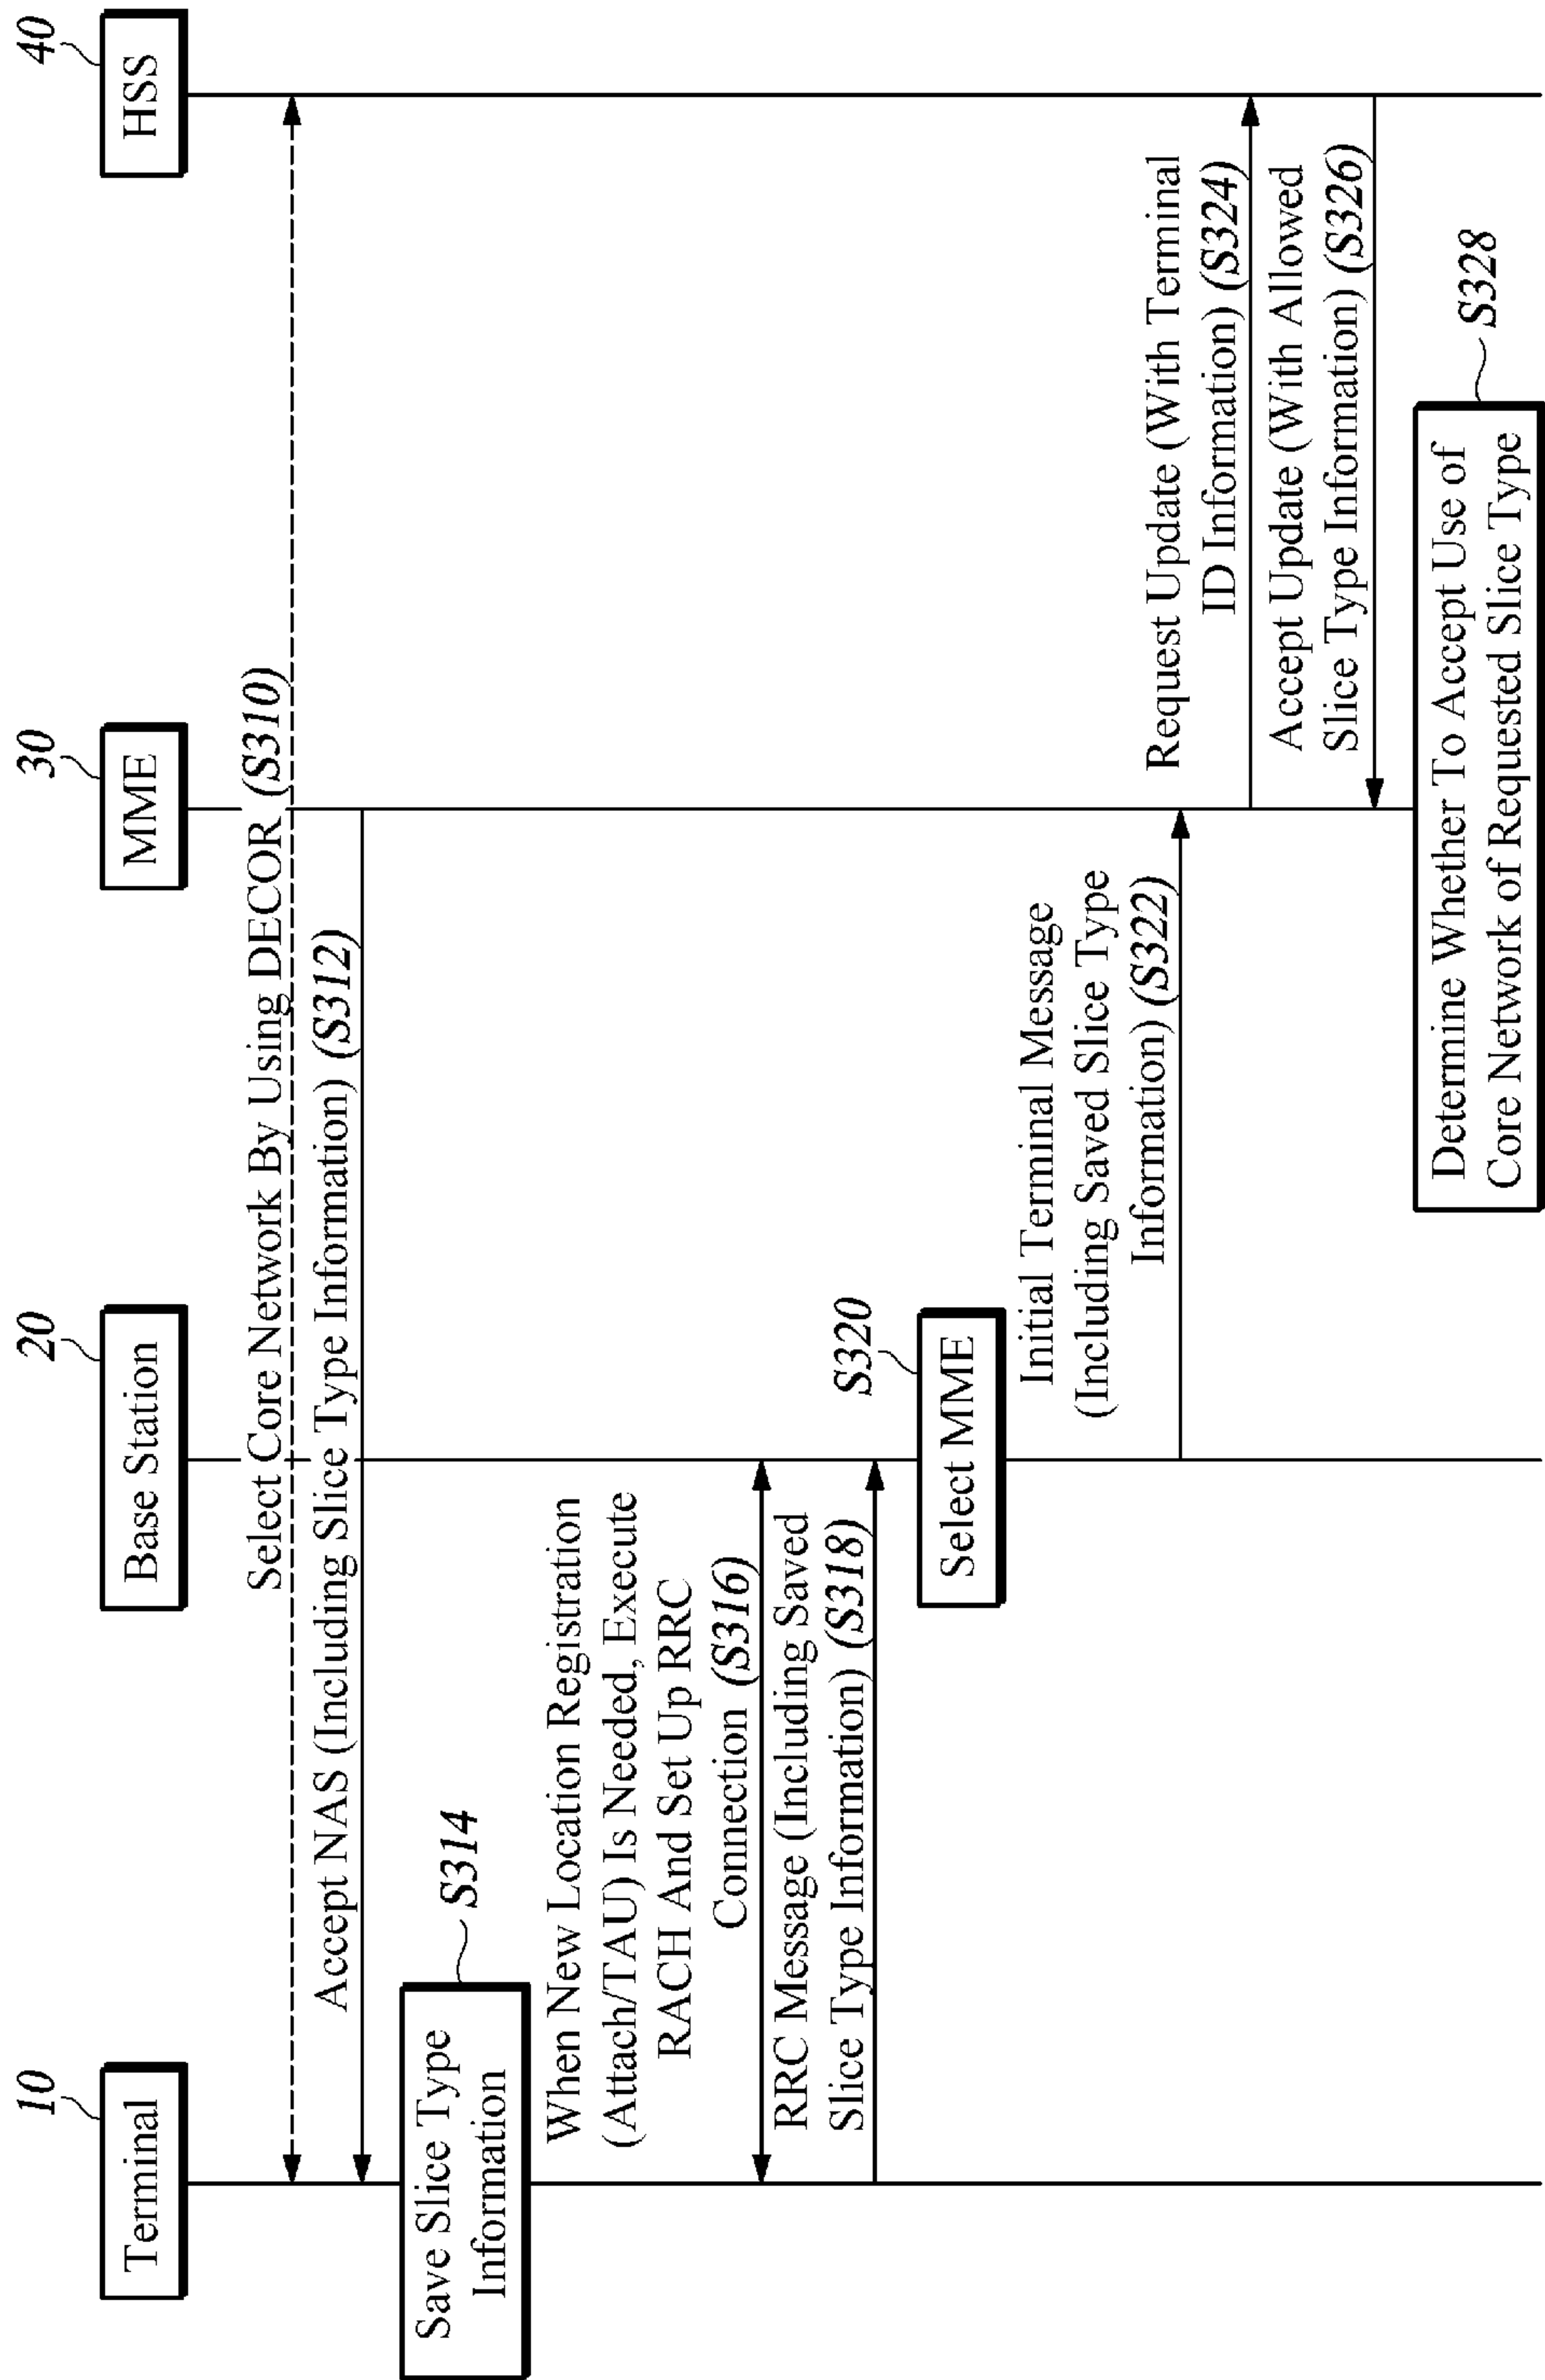 10
20
30
40
Terminal
Base Station
MME
HSS
Select Core Network By Using DECOR (S310)
Accept NAS (Including Slice Type Information) (S312)
Save Slice Type
Information
S314
When New Location Registration
(Attach/TAU) Is Needed, Execute
RACH And Set Up RRC
Connection (S316)
RRC Message (Including Saved
Slice Type Information) (S318)
S320
Select MME
Initial Terminal Message
(Including Saved Slice Type
Information) (S322)
Request Update (With Terminal
ID Information) (S324)
Accept Update (With Allowed
Slice Type Information) (S326)
S328
Determine Whether To Accept Use of
Core Network of Requested Slice Type